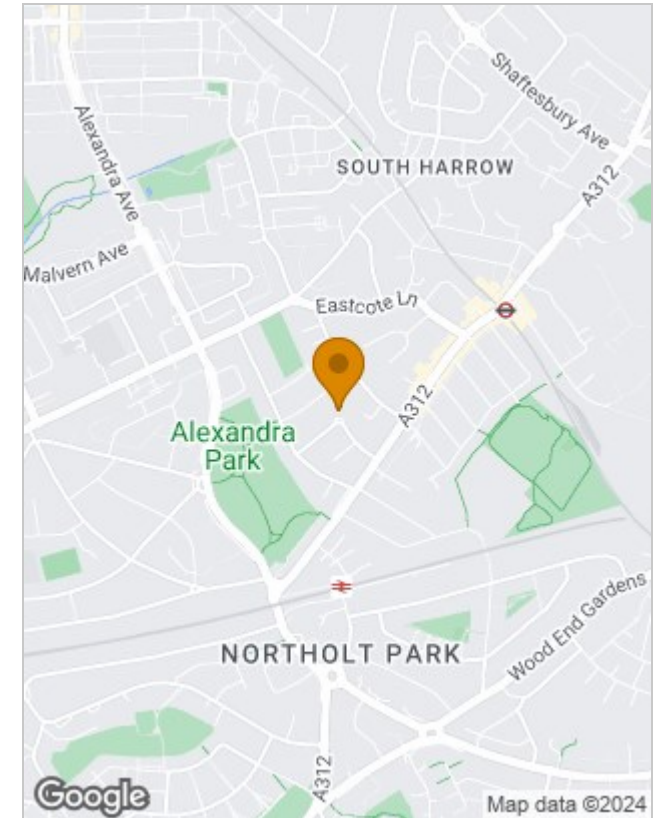 Shaftesbury Ave
SOUTH HARROW
A312
Alexandra Ave
Malvern Ave
Eastcote Ln
A312
Alexandra
Park
Wood End Gardens
NORTHOLT PARK
A312
Google
Map data ©2024